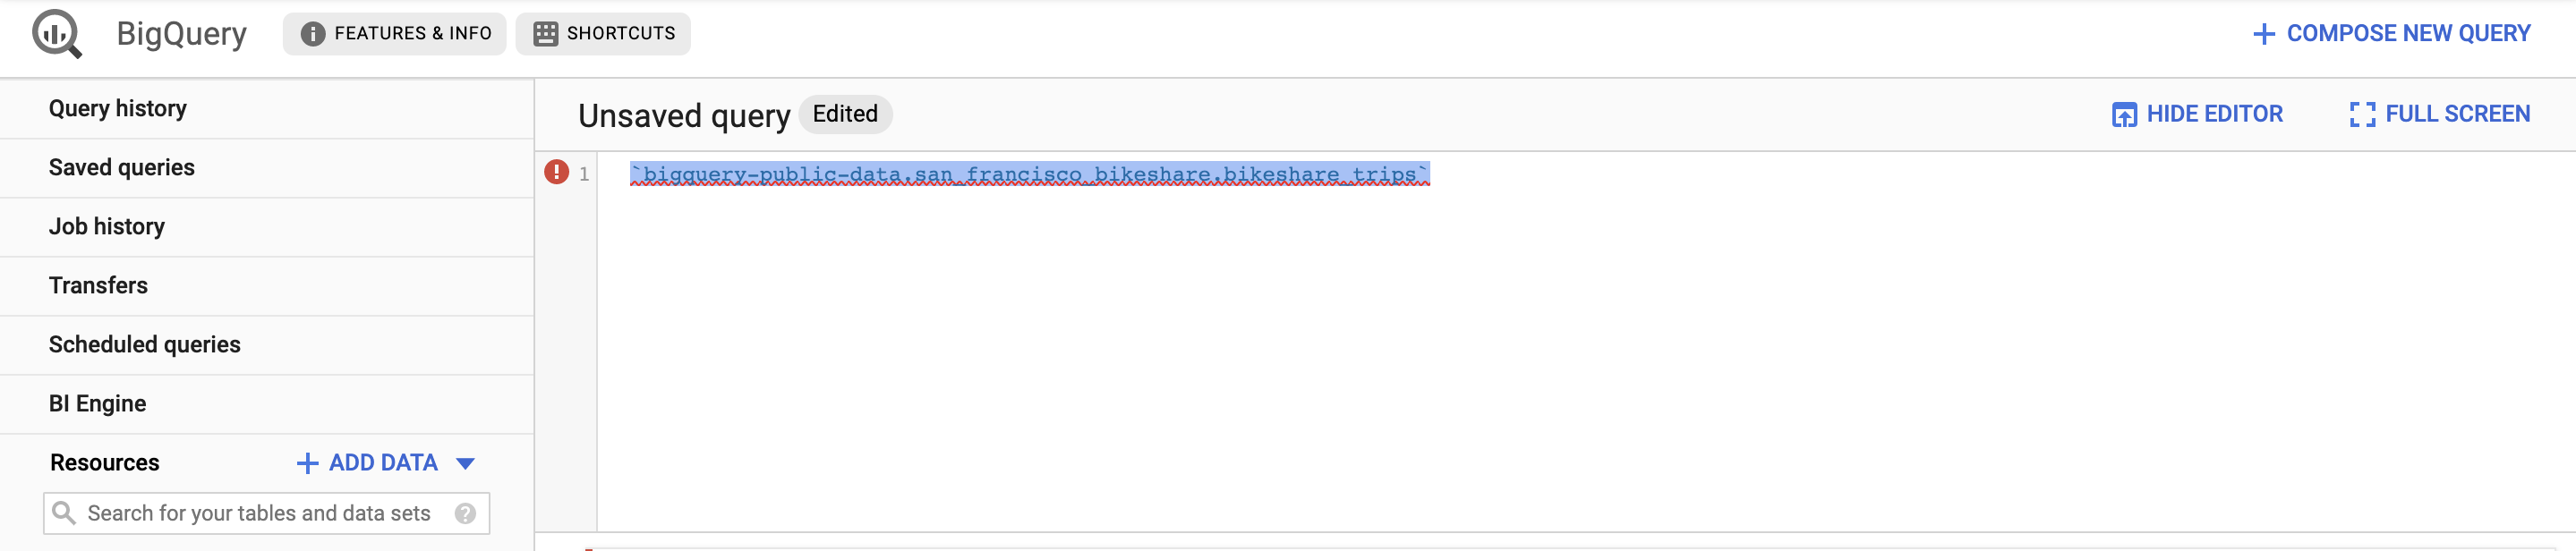 BigQuery FEATURES & INFO SHORTCUTS COMPOSE NEW QUERY
Query history
Saved queries
Job history
Transfers
Scheduled queries
BI Engine
Resources ADD DATA
Search for your tables and data sets
Unsaved query Edited HIDE EDITOR FULL SCREEN
1 `bigquery-public-data.san_francisco_bikeshare.bikeshare_trips`